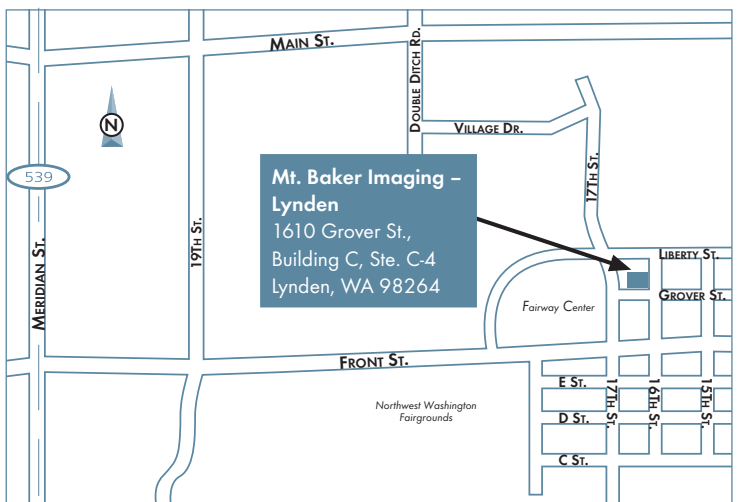 MAIN ST.
DOUBLE DITCH RD.
N
VILLAGE DR.
539
17TH ST.
Mt. Baker Imaging –
Lynden
1610 Grover St.,
Building C, Ste. C-4
Lynden, WA 98264
19TH ST.
MERIDIAN ST.
LIBERTY ST.
GROVER ST.
Fairway Center
FRONT ST.
E ST.
17TH ST.
16TH ST.
15TH ST.
Northwest Washington
Fairgrounds
D ST.
C ST.